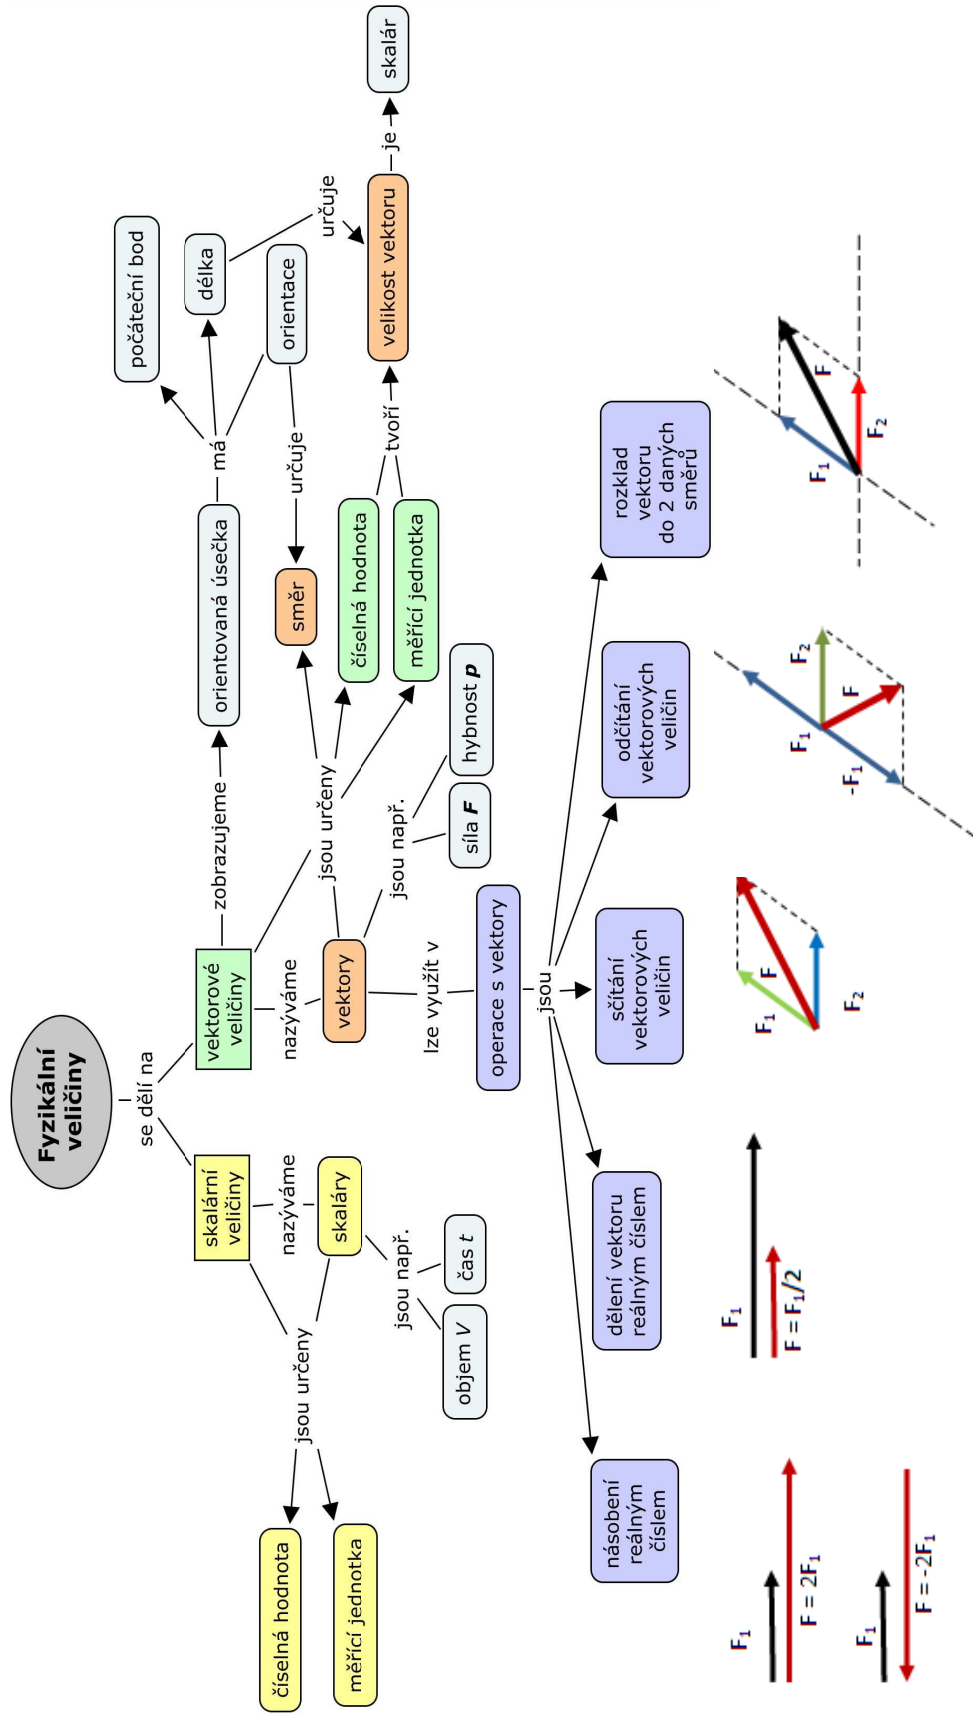 Fyzikální
veličiny
se dělí na
skalární
veličiny
nazýváme
skaláry
jsou určeny
číselná hodnota
měřící jednotka
jsou např.
objem V
čas t
vektorové
veličiny
zobrazujeme
orientovaná úsečka
má
počáteční bod
délka
orientace
určuje
určuje
nazýváme
vektory
jsou určeny
směr
číselná hodnota
měřící jednotka
tvoří
velikost vektoru
je
skalár
jsou např.
síla F
hybnost p
lze využít v
operace s vektory
jsou
násobení
reálným
číslem
dělení vektoru
reálným číslem
sčítání
vektorových
veličin
odčítání
vektorových
veličin
rozklad
vektoru
do 2 daných
směrů
F₁
F = 2F₁
F₁
F = -2F₁
F₁
F = F₁/2
F₁
F
F₂
-F₁
F₁
F
F₂
F₁
F
F₂